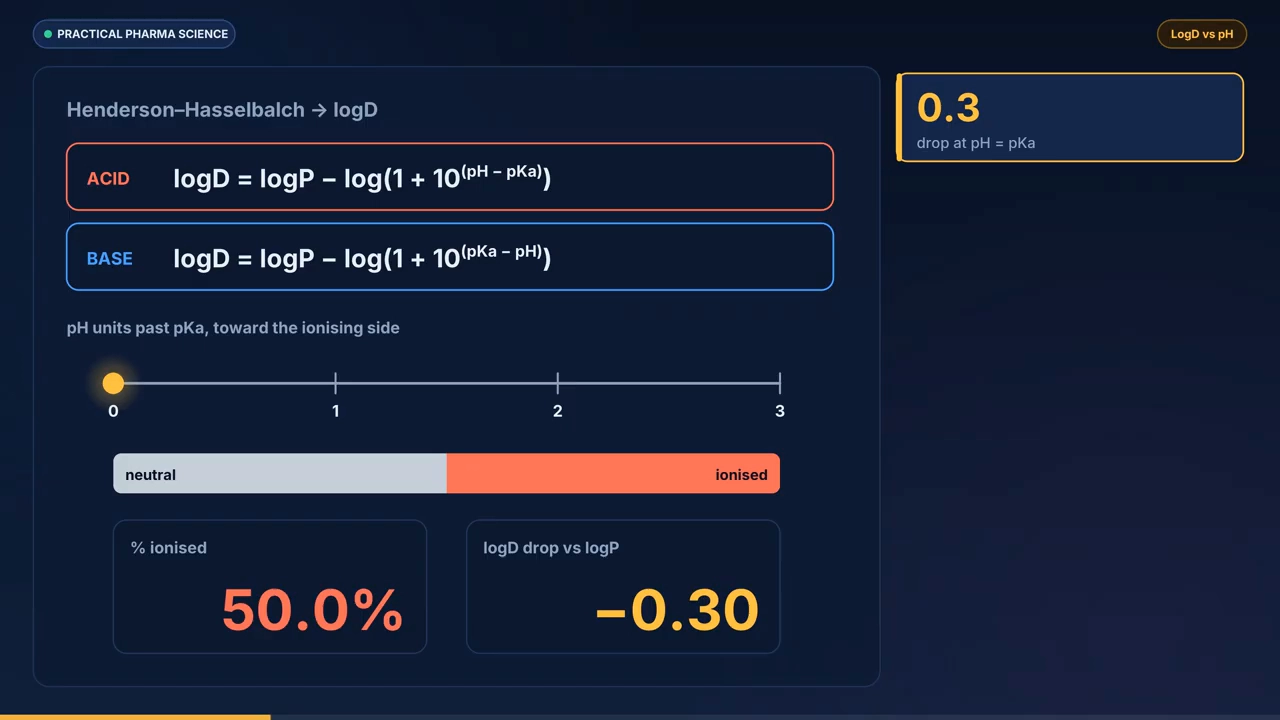 PRACTICAL PHARMA SCIENCE
LogD vs pH
Henderson–Hasselbalch → logD
ACID logD = logP − log(1 + 10^(pH − pKa))
BASE logD = logP − log(1 + 10^(pKa − pH))
pH units past pKa, toward the ionising side
0 1 2 3
neutral ionised
% ionised
50.0%
logD drop vs logP
−0.30
0.3
drop at pH = pKa